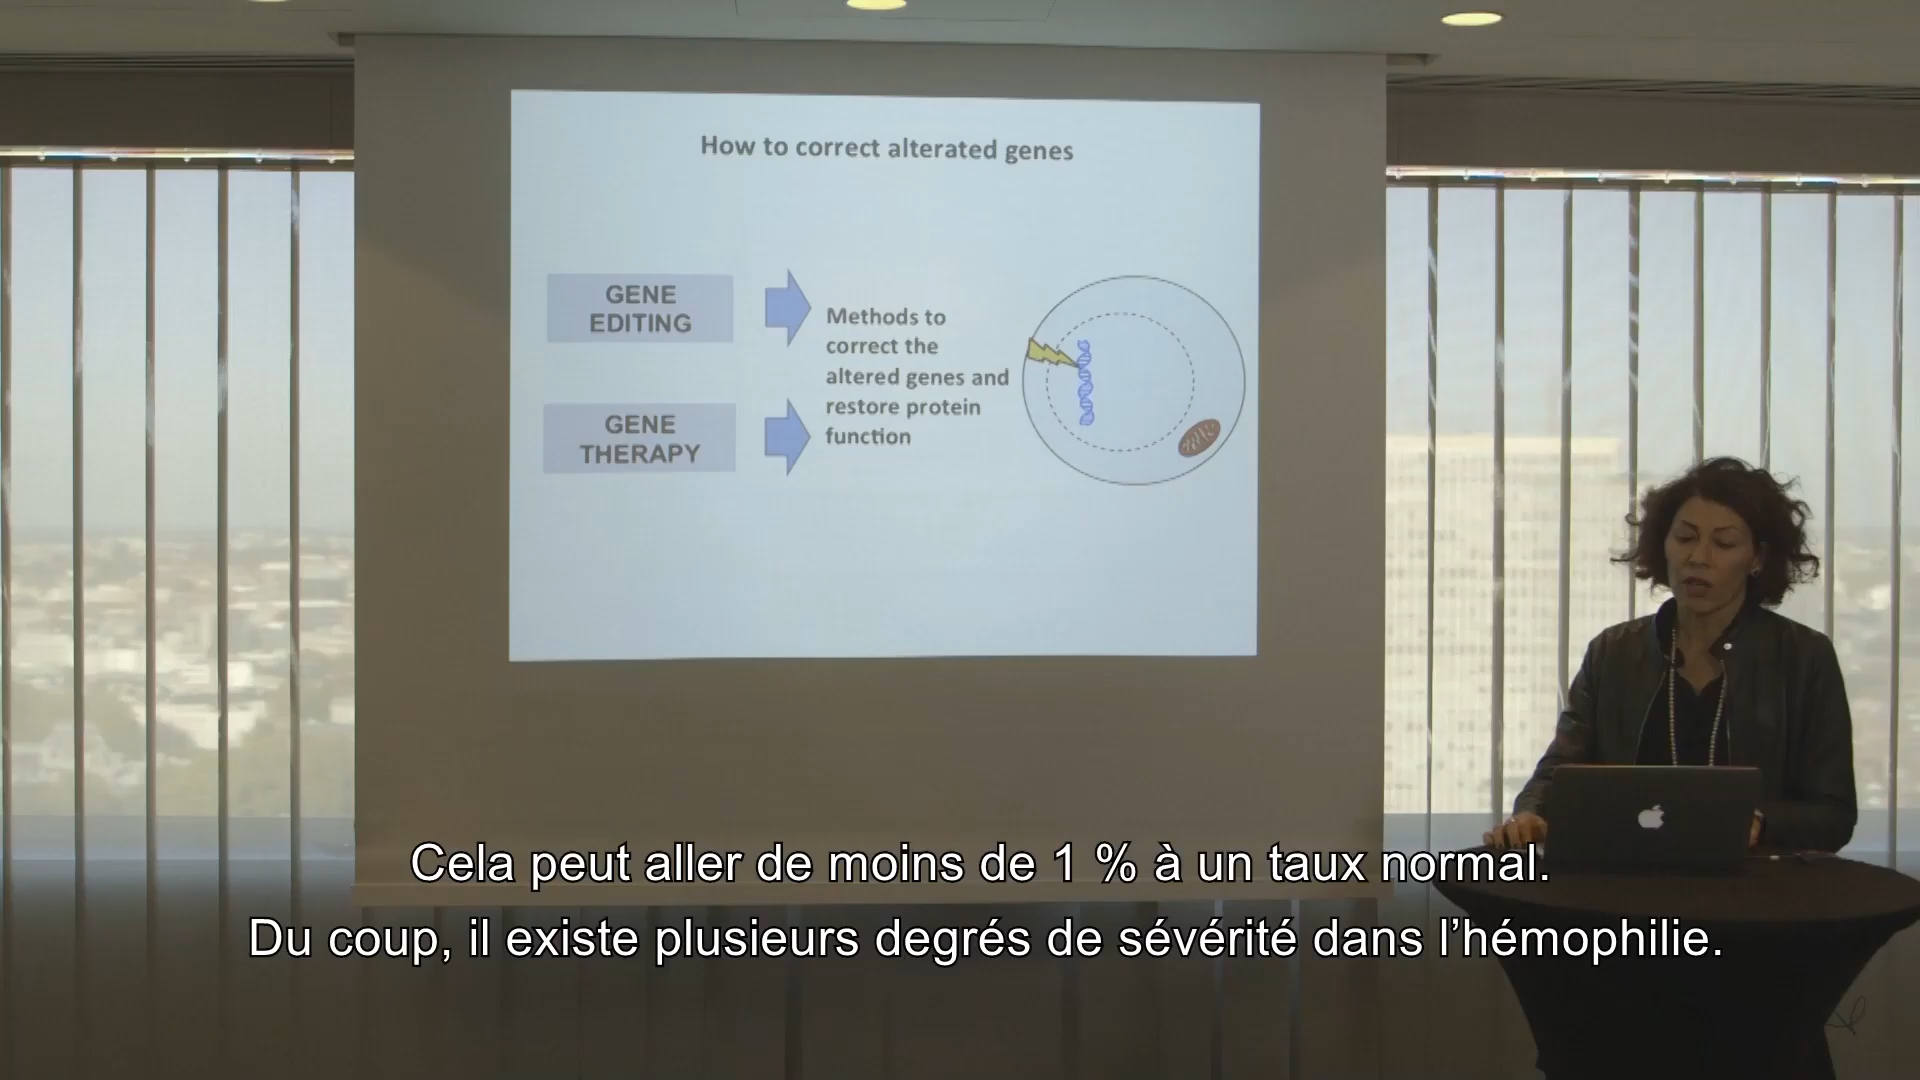 How to correct alterated genes
GENE
EDITING
GENE
THERAPY
Methods to
correct the
altered genes and
restore protein
function
Cela peut aller de moins de 1 % à un taux normal.
Du coup, il existe plusieurs degrés de sévérité dans l’hémophilie.